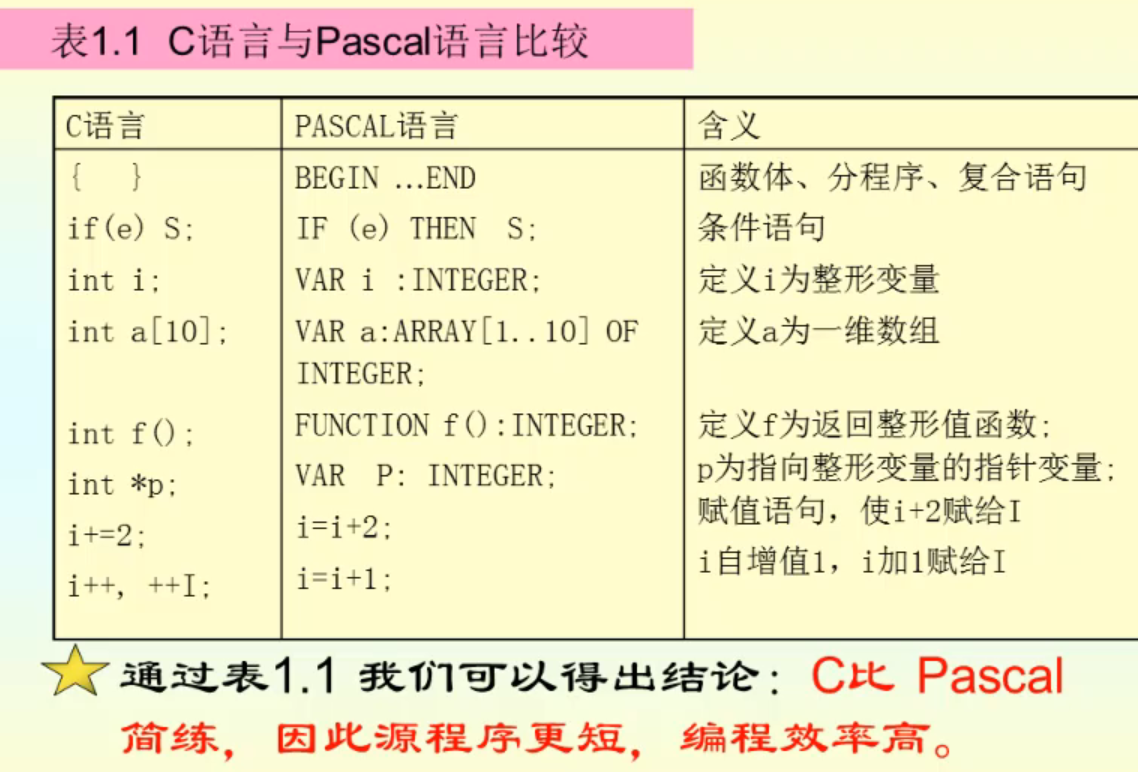 表1.1 C语言与Pascal语言比较
C语言 PASCAL语言 含义
{ } BEGIN …END 函数体、分程序、复合语句
if(e) S; IF (e) THEN S; 条件语句
int i; VAR i :INTEGER; 定义i为整形变量
int a[10]; VAR a:ARRAY[1..10] OF 定义a为一维数组
INTEGER;
int f(); FUNCTION f():INTEGER; 定义f为返回整形值函数;
int *p; VAR P: INTEGER; p为指向整形变量的指针变量;
i+=2; i=i+2; 赋值语句，使i+2赋给I
i++, ++I; i=i+1; i自增值1，i加1赋给I
通过表1.1 我们可以得出结论：C比 Pascal
简练，因此源程序更短，编程效率高。